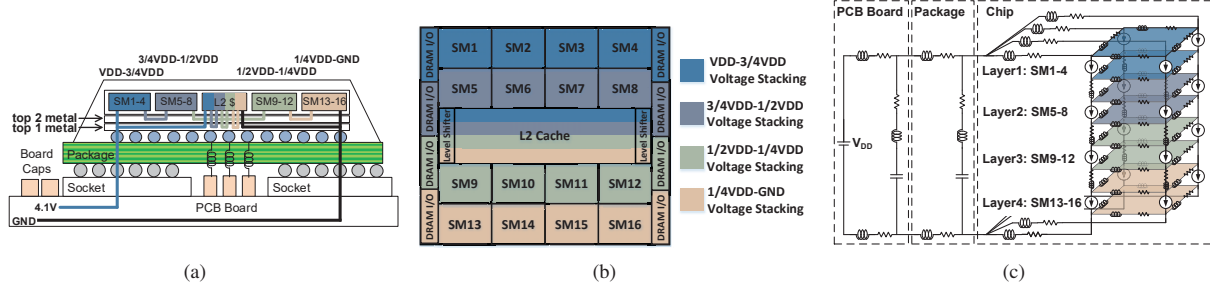 3/4VDD-1/2VDD
1/4VDD-GND
VDD-3/4VDD
1/2VDD-1/4VDD
SM1-4
SM5-8
L2 $
SM9-12
SM13-16
top 2 metal
top 1 metal
Package
Board
Caps
Socket
Socket
4.1V
PCB Board
GND
(a)
DRAM I/O
SM1
SM2
SM3
SM4
DRAM I/O
DRAM I/O
SM5
SM6
SM7
SM8
DRAM I/O
Level Shifter
L2 Cache
Level Shifter
DRAM I/O
SM9
SM10
SM11
SM12
DRAM I/O
DRAM I/O
SM13
SM14
SM15
SM16
DRAM I/O
VDD-3/4VDD
Voltage Stacking
3/4VDD-1/2VDD
Voltage Stacking
1/2VDD-1/4VDD
Voltage Stacking
1/4VDD-GND
Voltage Stacking
(b)
PCB Board
Package
Chip
Layer1: SM1-4
Layer2: SM5-8
VDD
Layer3: SM9-12
Layer4: SM13-16
(c)